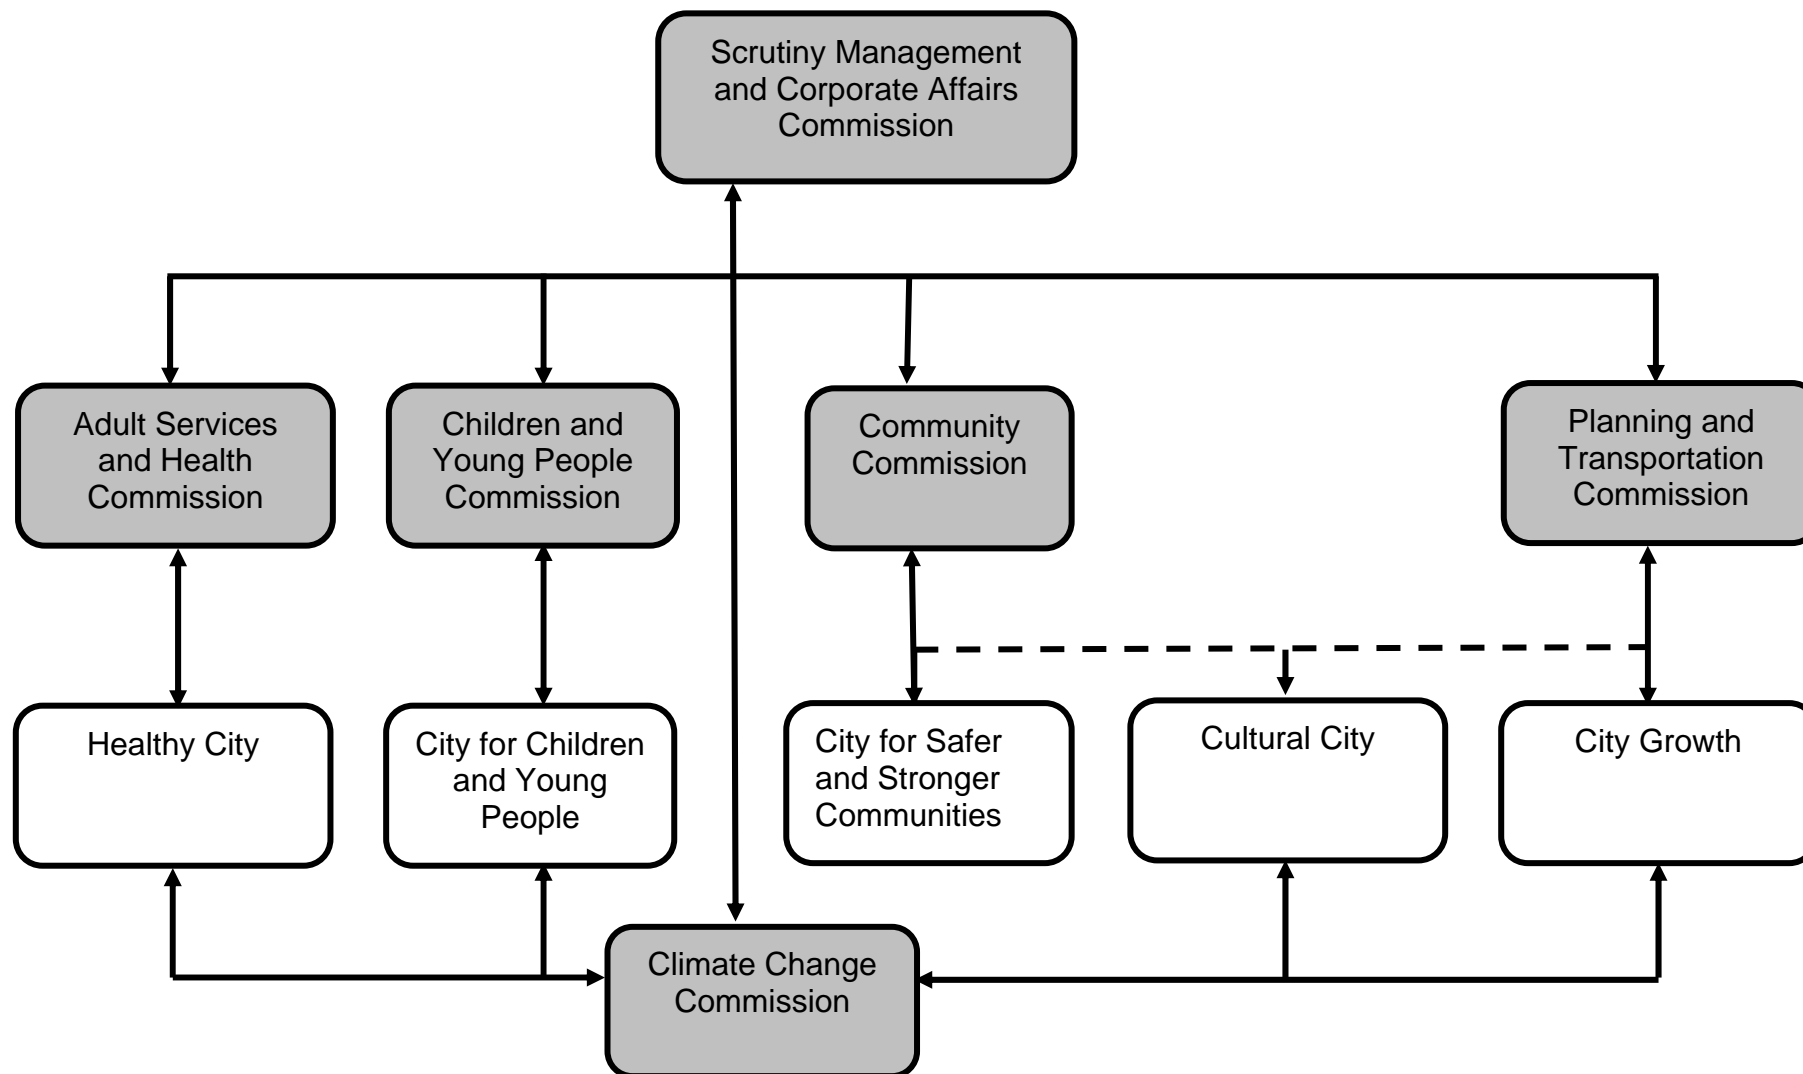 Scrutiny Management
and Corporate Affairs
Commission
Adult Services
and Health
Commission
Children and
Young People
Commission
Community
Commission
Planning and
Transportation
Commission
Healthy City
City for Children
and Young
People
City for Safer
and Stronger
Communities
Cultural City
City Growth
Climate Change
Commission